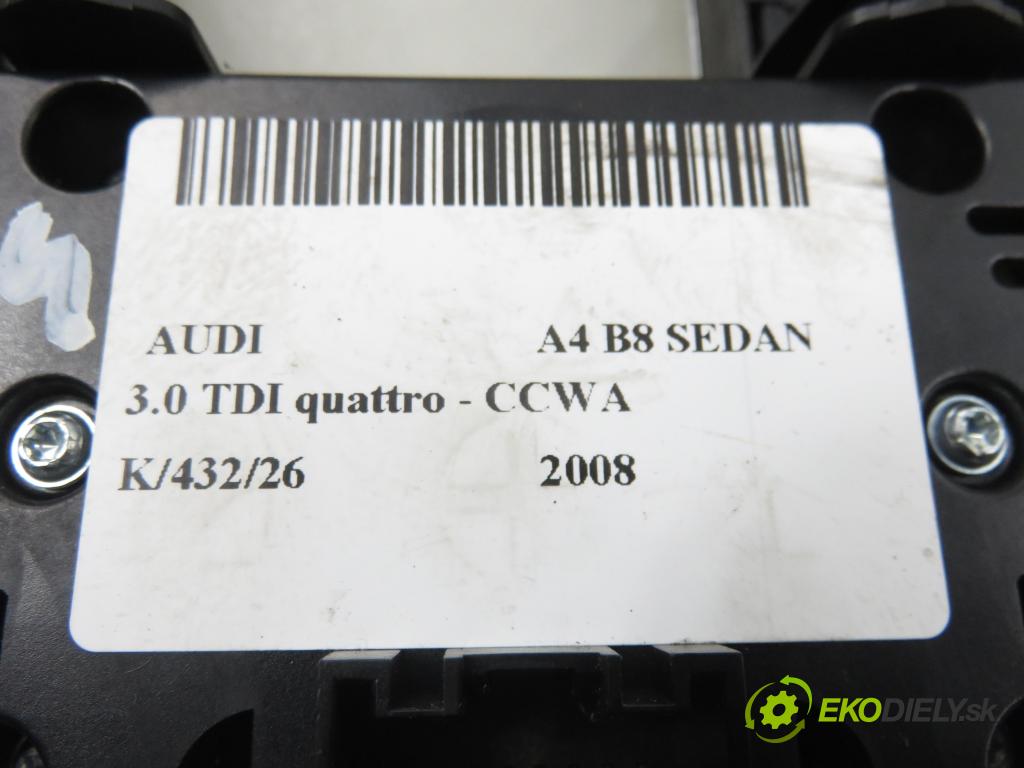 AUDI A4 B8 SEDAN
3.0 TDI quattro - CCWA
K/432/26 2008
EKODIELY.sk